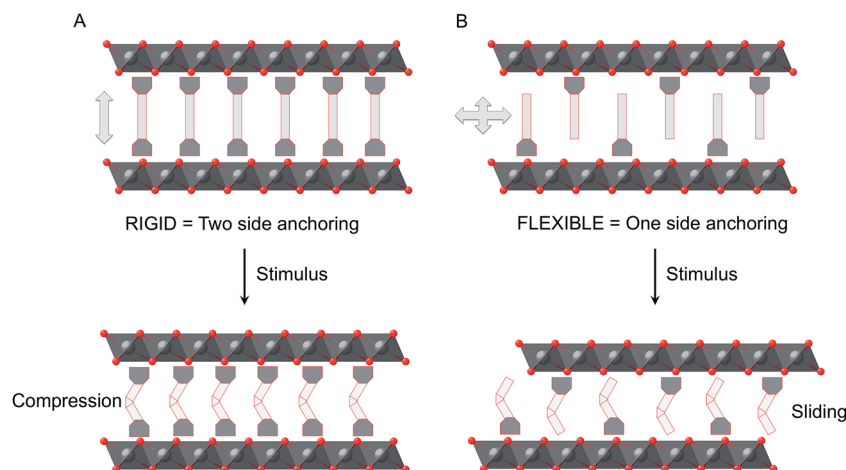 A
B
RIGID = Two side anchoring
FLEXIBLE = One side anchoring
Stimulus
Stimulus
Compression
Sliding